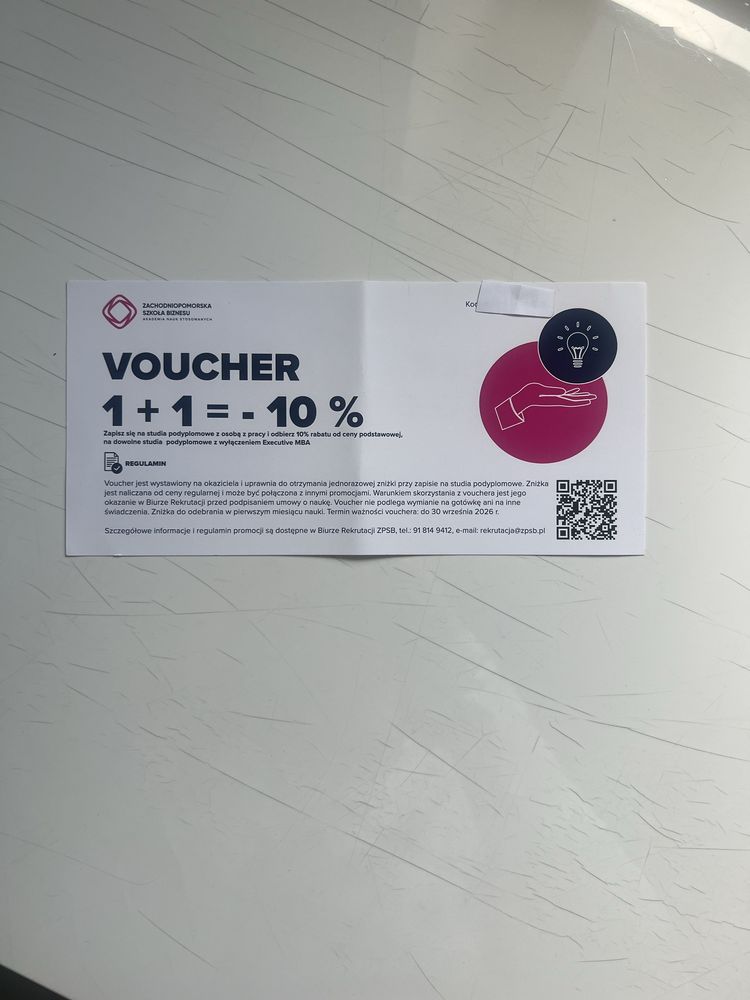 ZACHODNIOPOMORSKA
SZKOŁA BIZNESU
AKADEMIA NAUK STOSOWANYCH
VOUCHER
1 + 1 = - 10 %
Zapisz się na studia podyplomowe z osobą z pracy i odbierz 10% rabatu od ceny podstawowej,
na dowolne studia podyplomowe z wyłączeniem Executive MBA
REGULAMIN
Voucher jest wystawiony na okaziciela i uprawnia do otrzymania jednorazowej zniżki przy zapisie na studia podyplomowe. Zniżka
jest naliczana od ceny regularnej i może być połączona z innymi promocjami. Warunkiem skorzystania z vouchera jest jego
okazanie w Biurze Rekrutacji przed podpisaniem umowy o naukę. Voucher nie podlega wymianie na gotówkę ani na inne
świadczenia. Zniżka do odebrania w pierwszym miesiącu nauki. Termin ważności vouchera: do 30 września 2026 r.
Szczegółowe informacje i regulamin promocji są dostępne w Biurze Rekrutacji ZPSB, tel.: 91 814 9412, e-mail: rekrutacja@zpsb.pl